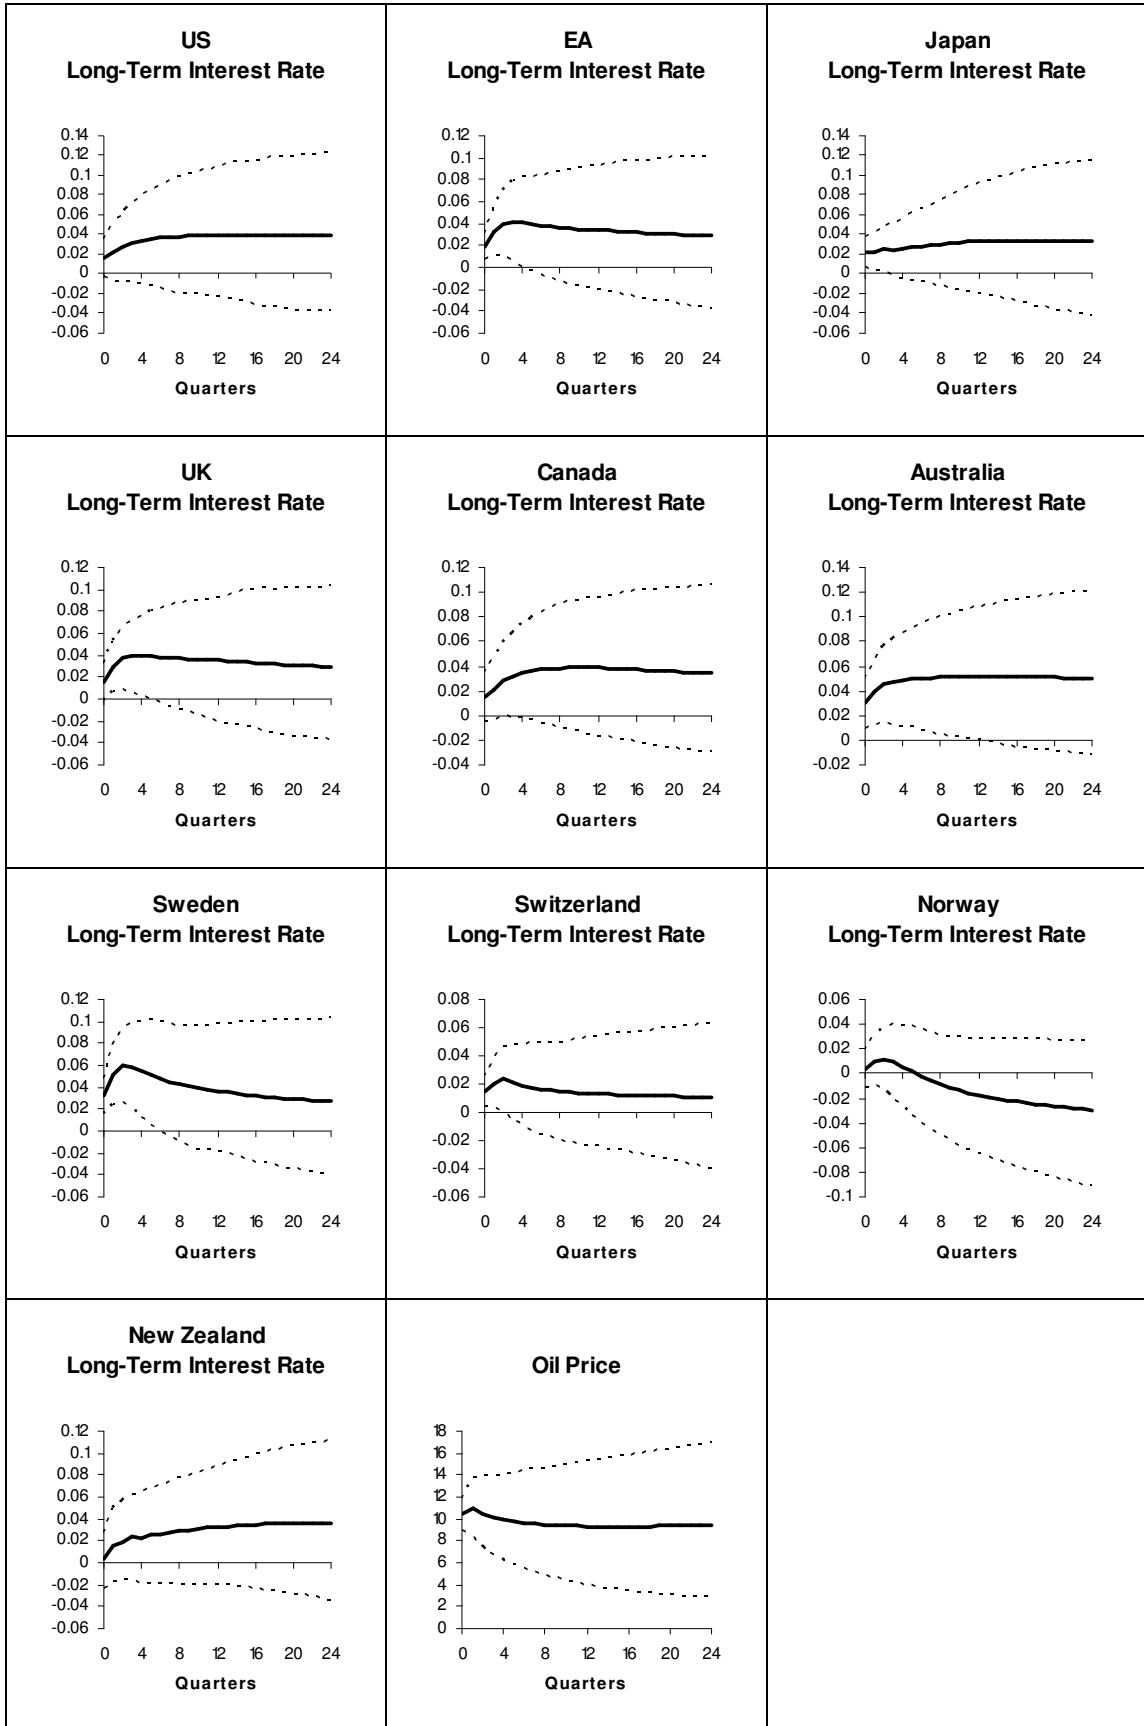 US
Long-Term Interest Rate
0.14
0.12
0.1
0.08
0.06
0.04
0.02
0
-0.02
-0.04
-0.06
0 4 8 12 16 20 24
Quarters
EA
Long-Term Interest Rate
0.12
0.1
0.08
0.06
0.04
0.02
0
-0.02
-0.04
-0.06
0 4 8 12 16 20 24
Quarters
Japan
Long-Term Interest Rate
0.14
0.12
0.1
0.08
0.06
0.04
0.02
0
-0.02
-0.04
-0.06
0 4 8 12 16 20 24
Quarters
UK
Long-Term Interest Rate
0.12
0.1
0.08
0.06
0.04
0.02
0
-0.02
-0.04
-0.06
0 4 8 12 16 20 24
Quarters
Canada
Long-Term Interest Rate
0.12
0.1
0.08
0.06
0.04
0.02
0
-0.02
-0.04
0 4 8 12 16 20 24
Quarters
Australia
Long-Term Interest Rate
0.14
0.12
0.1
0.08
0.06
0.04
0.02
0
-0.02
0 4 8 12 16 20 24
Quarters
Sweden
Long-Term Interest Rate
0.12
0.1
0.08
0.06
0.04
0.02
0
-0.02
-0.04
-0.06
0 4 8 12 16 20 24
Quarters
Switzerland
Long-Term Interest Rate
0.08
0.06
0.04
0.02
0
-0.02
-0.04
-0.06
0 4 8 12 16 20 24
Quarters
Norway
Long-Term Interest Rate
0.06
0.04
0.02
0
-0.02
-0.04
-0.06
-0.08
-0.1
0 4 8 12 16 20 24
Quarters
New Zealand
Long-Term Interest Rate
0.12
0.1
0.08
0.06
0.04
0.02
0
-0.02
-0.04
-0.06
0 4 8 12 16 20 24
Quarters
Oil Price
18
16
14
12
10
8
6
4
2
0
0 4 8 12 16 20 24
Quarters